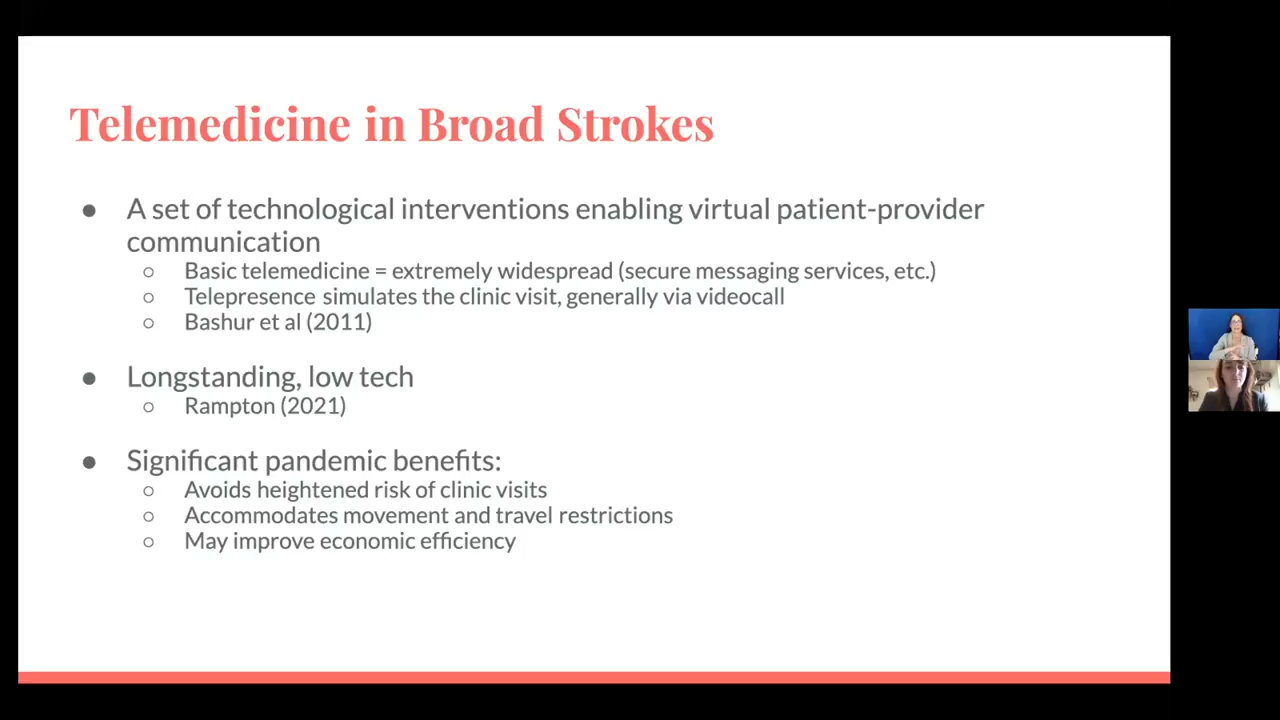 Telemedicine in Broad Strokes
● A set of technological interventions enabling virtual patient-provider
communication
○ Basic telemedicine = extremely widespread (secure messaging services, etc.)
○ Telepresence simulates the clinic visit, generally via videocall
○ Bashur et al (2011)
● Longstanding, low tech
○ Rampton (2021)
● Significant pandemic benefits:
○ Avoids heightened risk of clinic visits
○ Accommodates movement and travel restrictions
○ May improve economic efficiency